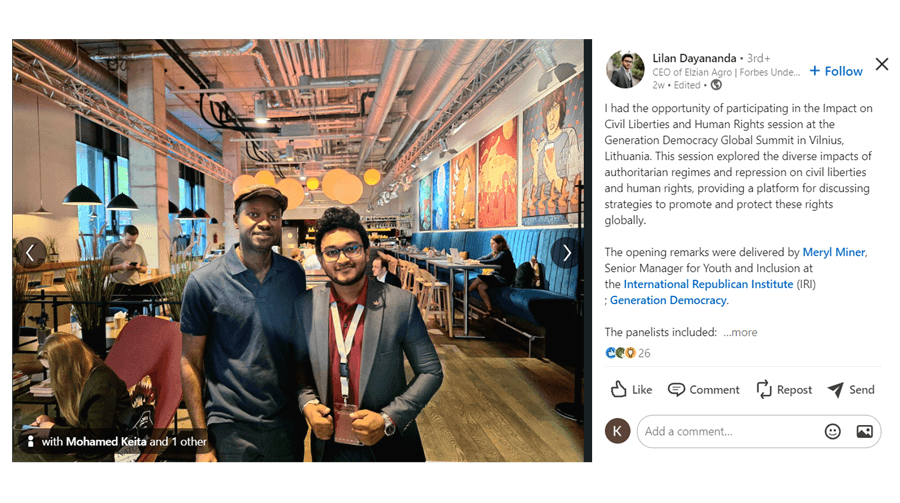 Lilan Dayananda • 3rd+
CEO of Elzian Agro | Forbes Unde...
2w • Edited •
+ Follow
I had the opportunity of participating in the Impact on
Civil Liberties and Human Rights session at the
Generation Democracy Global Summit in Vilnius,
Lithuania. This session explored the diverse impacts of
authoritarian regimes and repression on civil liberties
and human rights, providing a platform for discussing
strategies to promote and protect these rights
globally.
The opening remarks were delivered by Meryl Miner,
Senior Manager for Youth and Inclusion at
the International Republican Institute (IRI)
; Generation Democracy.
The panelists included: ...more
26
Like
Comment
Repost
Send
K
Add a comment...
with Mohamed Keita and 1 other